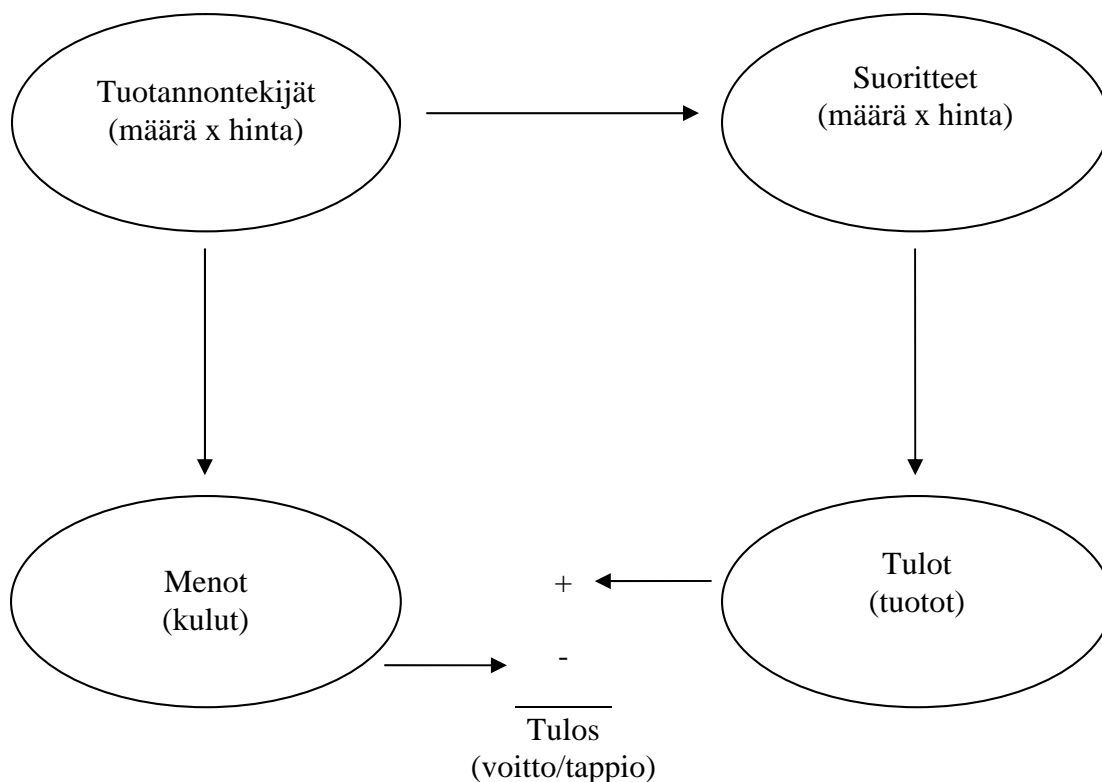 Tuotannontekijät
(määrä x hinta)
Suoritteet
(määrä x hinta)
Menot
(kulut)
+
-
Tulot
(tuotot)
Tulos
(voitto/tappio)